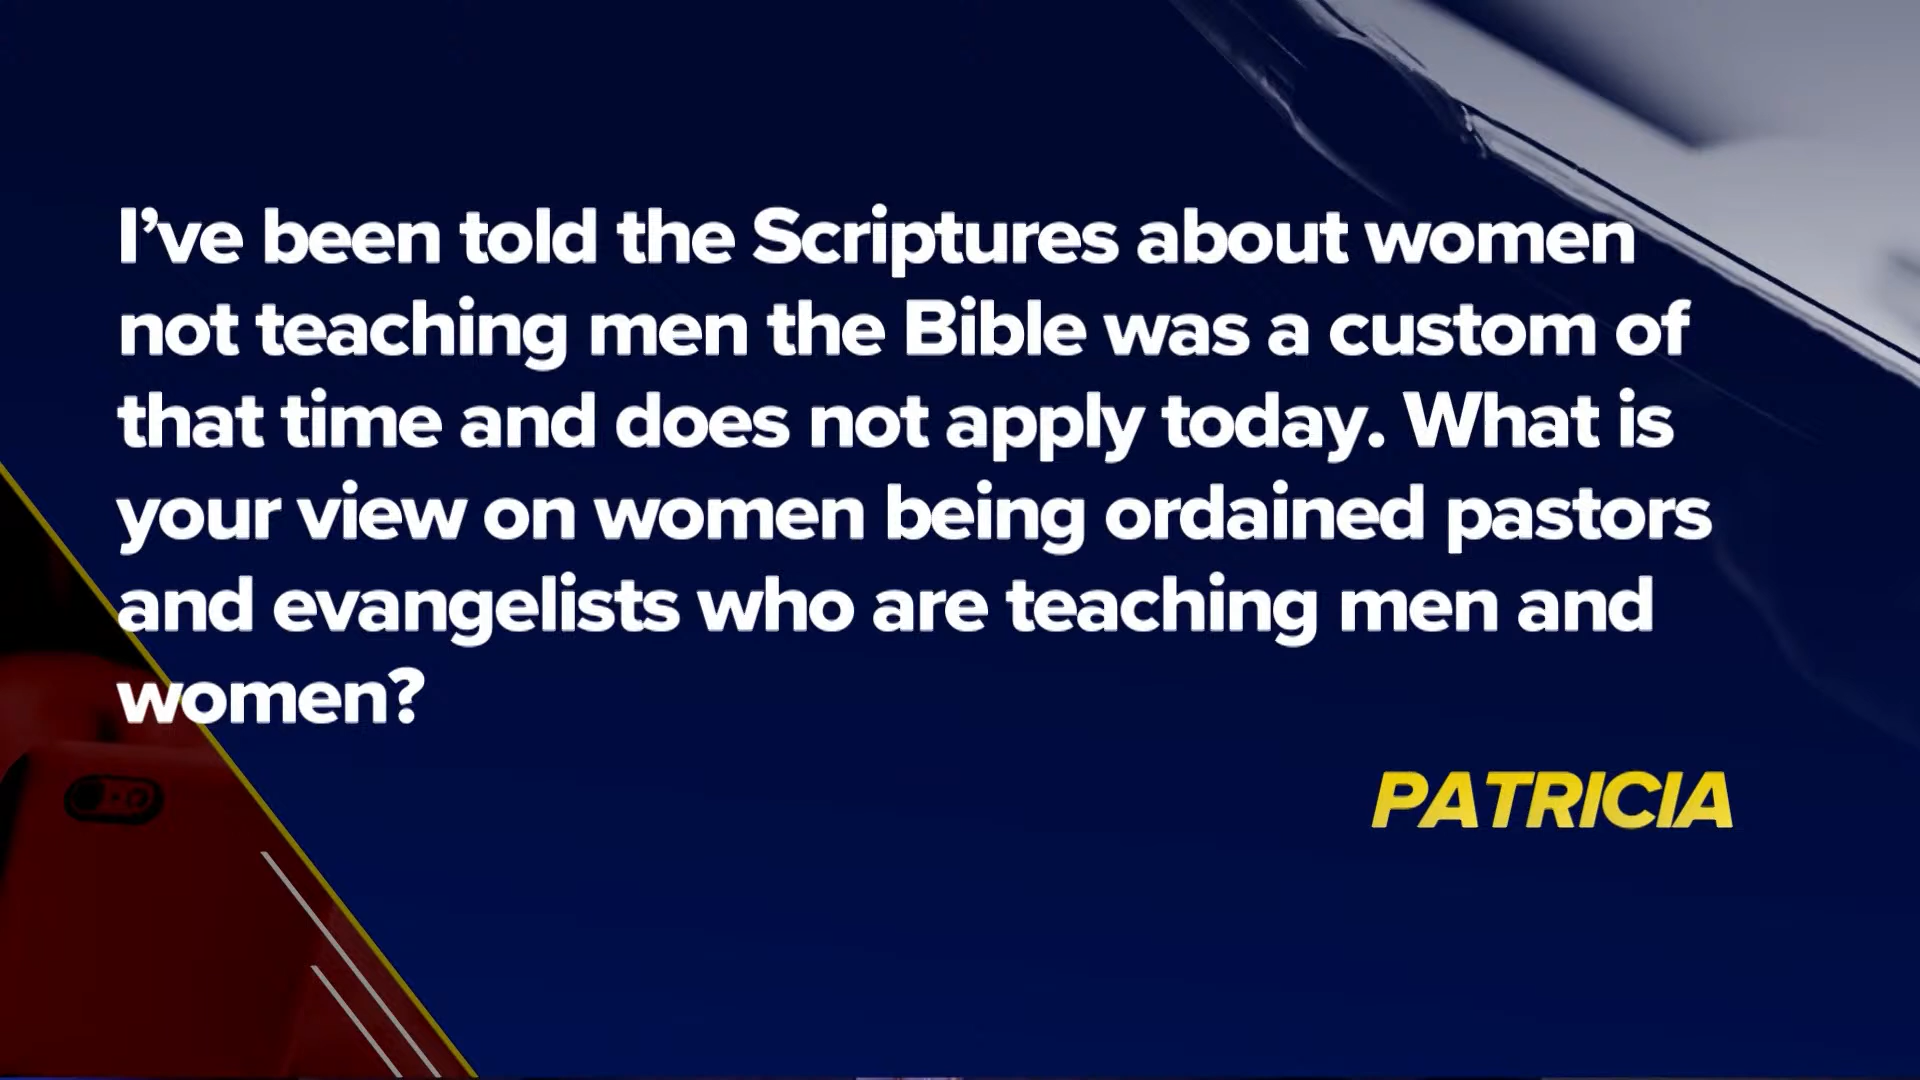 I’ve been told the Scriptures about women
not teaching men the Bible was a custom of
that time and does not apply today. What is
your view on women being ordained pastors
and evangelists who are teaching men and
women?
PATRICIA